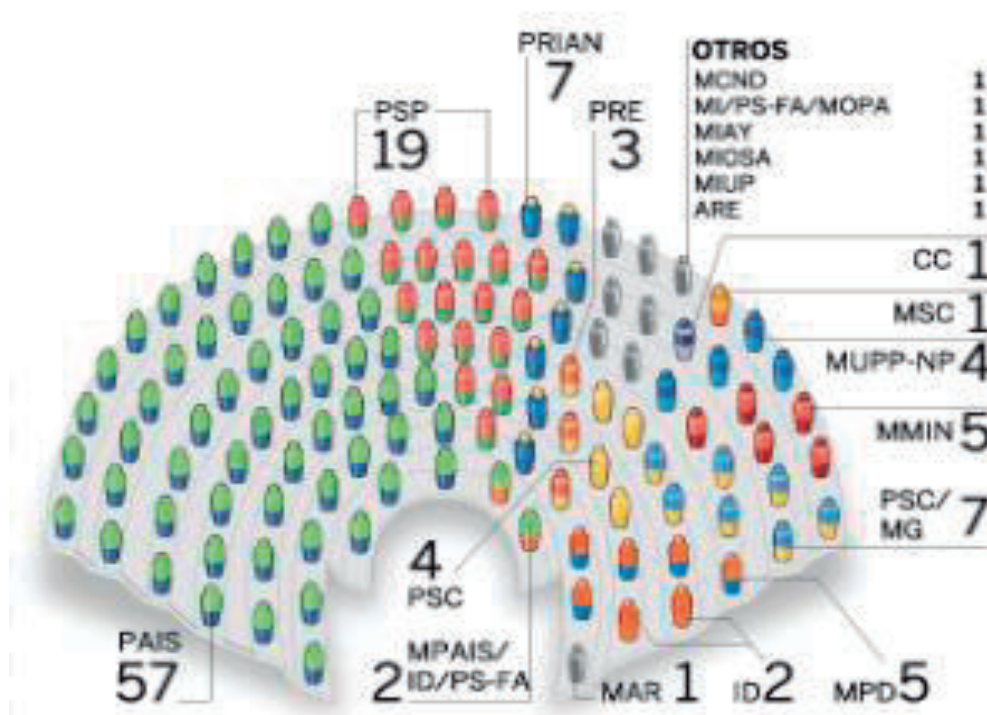 PRIAN
7
PSP
19
PRE
3
OTROS
MCND 1
MI/PS-FA/MOPA 1
MIAY 1
MIOSA 1
MIUP 1
ARE 1
CC 1
MSC 1
MUPP-NP 4
MMIN 5
PSC/
MG 7
4
PSC
PAIS
57
2 MPAIS/
ID/PS-FA
MAR 1
ID 2
MPD 5